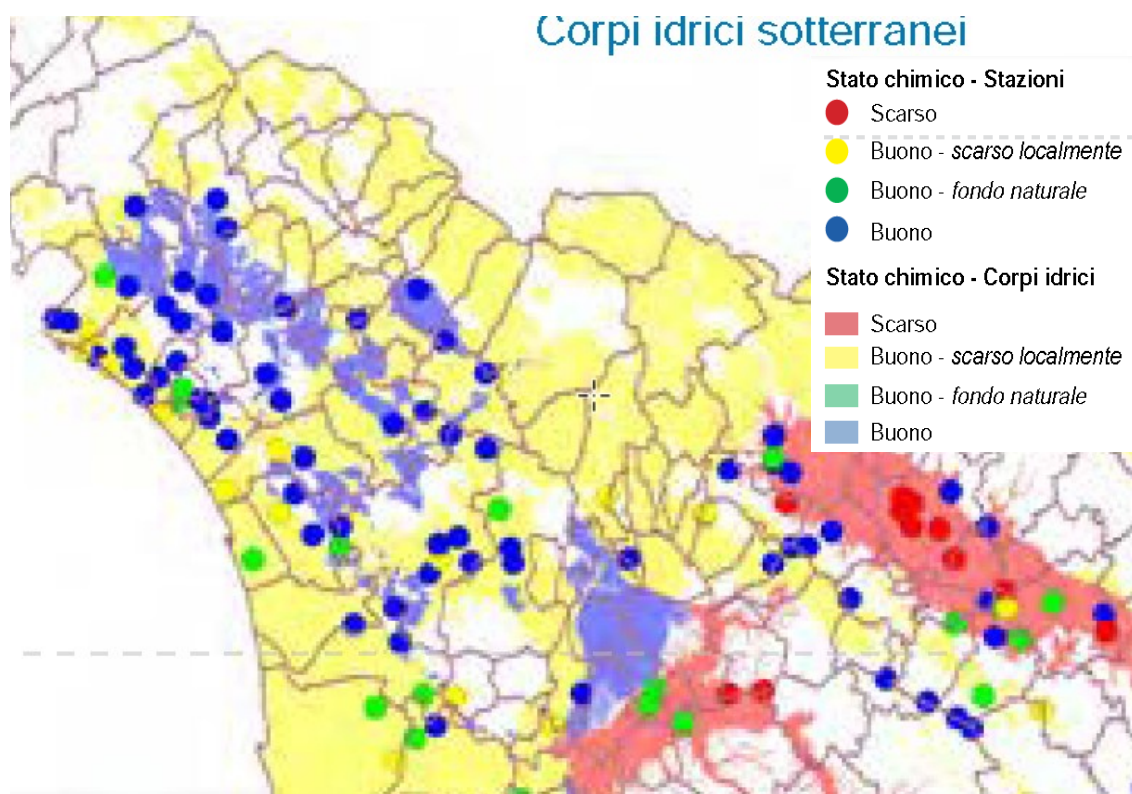 Corpi idrici sotterranei
Stato chimico - Stazioni
Scarso
Buono - scarso localmente
Buono - fondo naturale
Buono
Stato chimico - Corpi idrici
Scarso
Buono - scarso localmente
Buono - fondo naturale
Buono